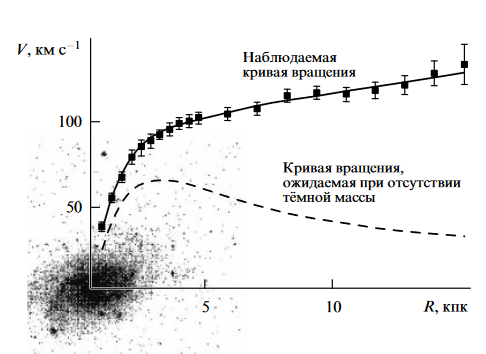 V, км с⁻¹
Наблюдаемая
кривая вращения
100
Кривая вращения,
ожидаемая при отсутствии
тёмной массы
50
5
10
R, кпк